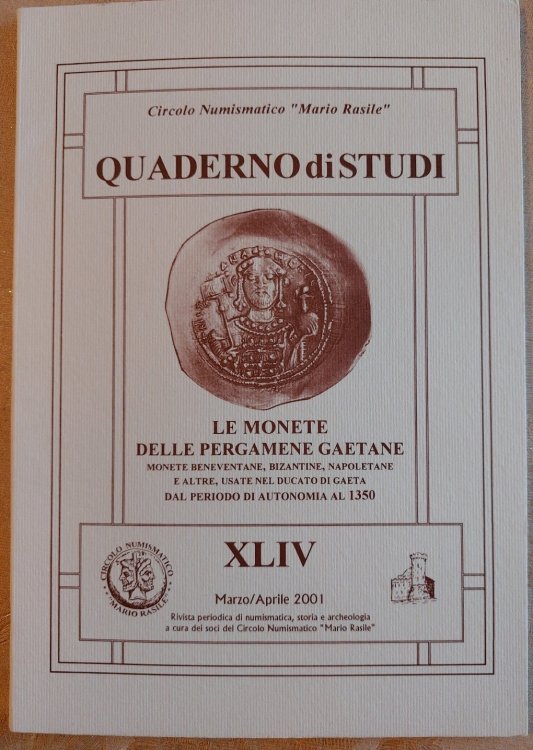 Circolo Numismatico "Mario Rasile"
QUADERNO di STUDI
LE MONETE
DELLE PERGAMENE GAETANE
MONETE BENEVENTANE, BIZANTINE, NAPOLETANE
E ALTRE, USATE NEL DUCATO DI GAETA
DAL PERIODO DI AUTONOMIA AL 1350
XLIV
CIRCOLO NUMISMATICO
"MARIO RASILE"
Marzo/Aprile 2001
Rivista periodica di numismatica, storia e archeologia
a cura dei soci del Circolo Numismatico "Mario Rasile"